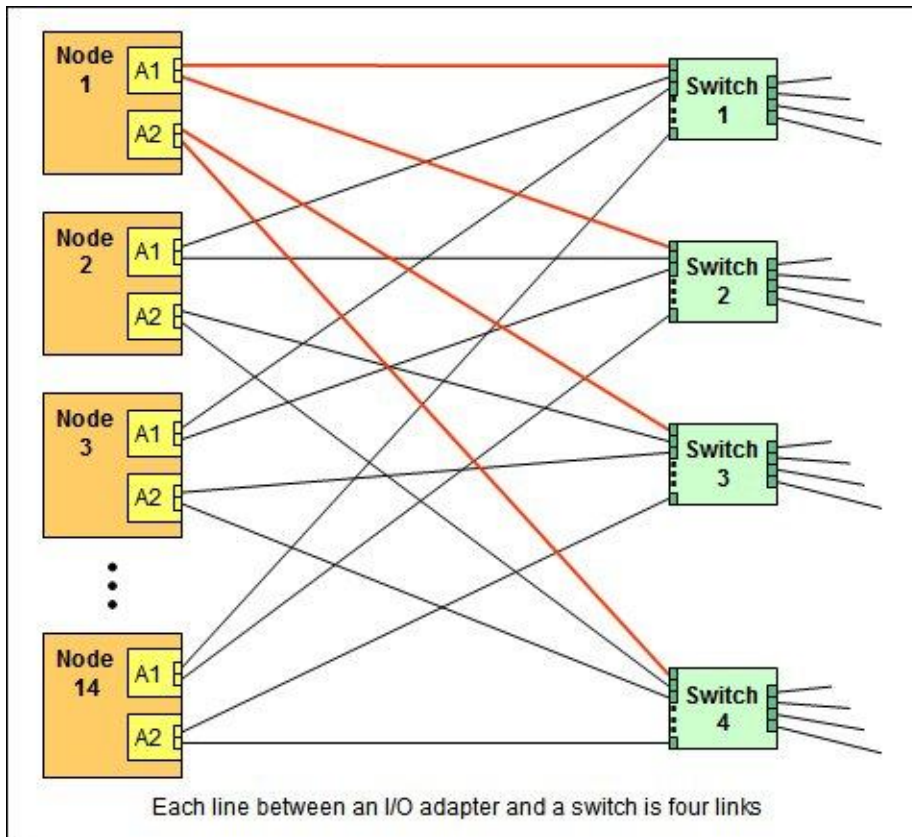 Node
1
A1
A2
Switch
1
Node
2
A1
A2
Switch
2
Node
3
A1
A2
Switch
3
Node
14
A1
A2
Switch
4
Each line between an I/O adapter and a switch is four links